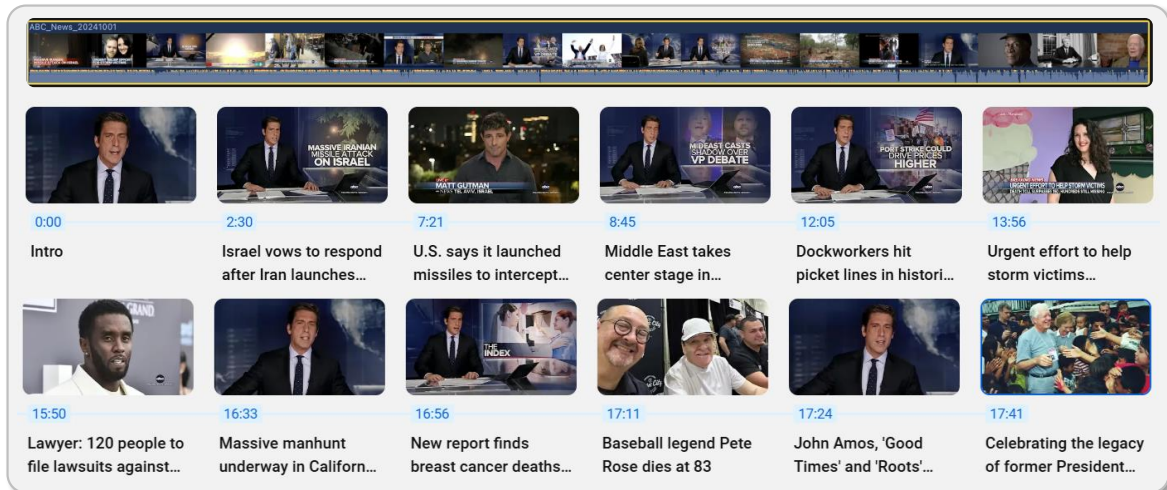 ABC_News_20241001
MASSIVE IRANIAN
MISSILE ATTACK
ON ISRAEL
MATT GUTMAN
TEL AVIV, ISRAEL
MIDEAST CASTS
SHADOW OVER
VP DEBATE
PORT STRIKE COULD
DRIVE PRICES
HIGHER
URGENT EFFORT TO HELP STORM VICTIMS
0:00
2:30
7:21
8:45
12:05
13:56
Intro
Israel vows to respond
after Iran launches...
U.S. says it launched
missiles to intercept...
Middle East takes
center stage in...
Dockworkers hit
picket lines in histori...
Urgent effort to help
storm victims...
GRAND
THE
INDEX
15:50
16:33
16:56
17:11
17:24
17:41
Lawyer: 120 people to
file lawsuits against...
Massive manhunt
underway in Californ...
New report finds
breast cancer deaths...
Baseball legend Pete
Rose dies at 83
John Amos, 'Good
Times' and 'Roots'...
Celebrating the legacy
of former President...